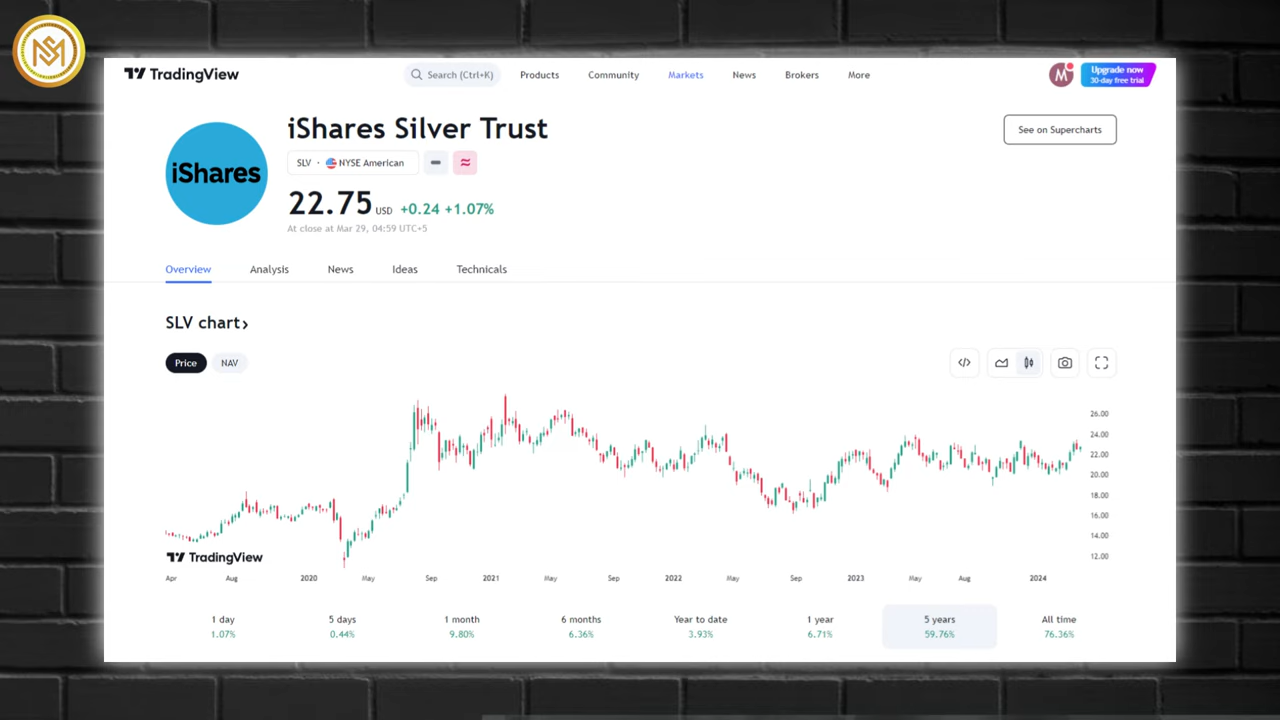 TradingView
Search (Ctrl+K)
Products
Community
Markets
News
Brokers
More
M
Upgrade now
30-day free trial
iShares
iShares Silver Trust
SLV · NYSE American
See on Supercharts
22.75 USD +0.24 +1.07%
At close at Mar 29, 04:59 UTC+5
Overview
Analysis
News
Ideas
Technicals
SLV chart›
Price
NAV
26.00
24.00
22.00
20.00
18.00
16.00
14.00
12.00
TradingView
Apr
Aug
2020
May
Sep
2021
May
Sep
2022
May
Sep
2023
May
Aug
2024
1 day
1.07%
5 days
0.44%
1 month
9.80%
6 months
6.36%
Year to date
3.93%
1 year
6.71%
5 years
59.76%
All time
76.36%